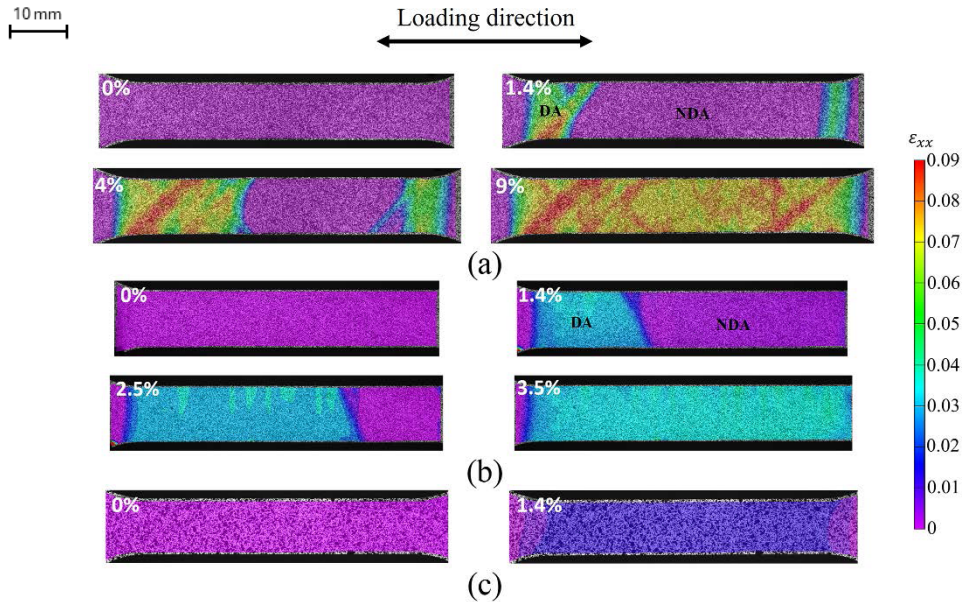 10 mm
Loading direction
0%
1.4%
DA
NDA
4%
9%
(a)
0%
1.4%
DA
NDA
2.5%
3.5%
(b)
0%
1.4%
(c)
εxx
0.09
0.08
0.07
0.06
0.05
0.04
0.03
0.02
0.01
0